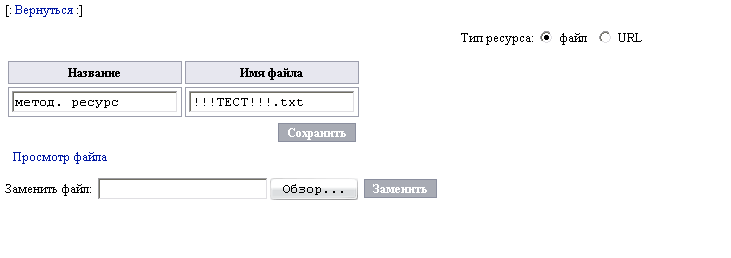 [: Вернуться :]
Тип ресурса: файл URL
Название Имя файла
метод. ресурс !!!ТЕСТ!!!.txt
Сохранить
Просмотр файла
Заменить файл: Обзор... Заменить